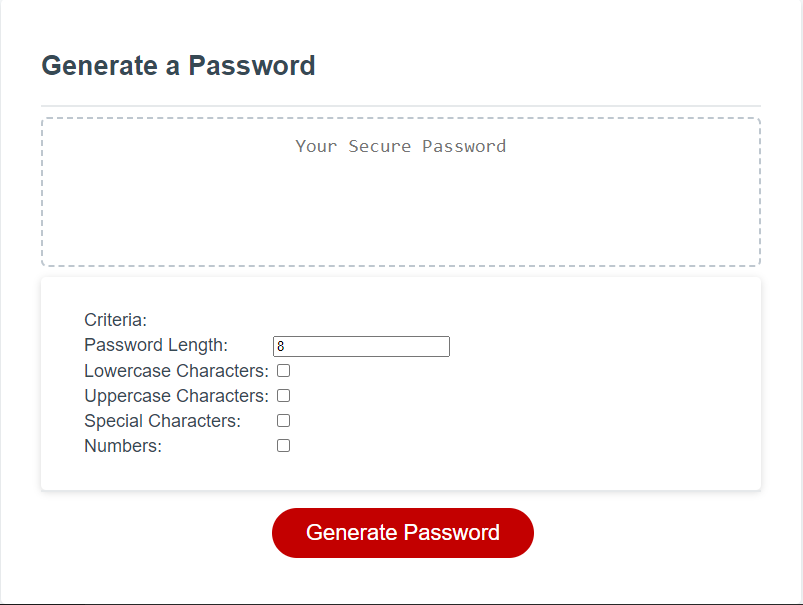 Generate a Password
Your Secure Password
Criteria:
Password Length: 8
Lowercase Characters:
Uppercase Characters:
Special Characters:
Numbers:
Generate Password